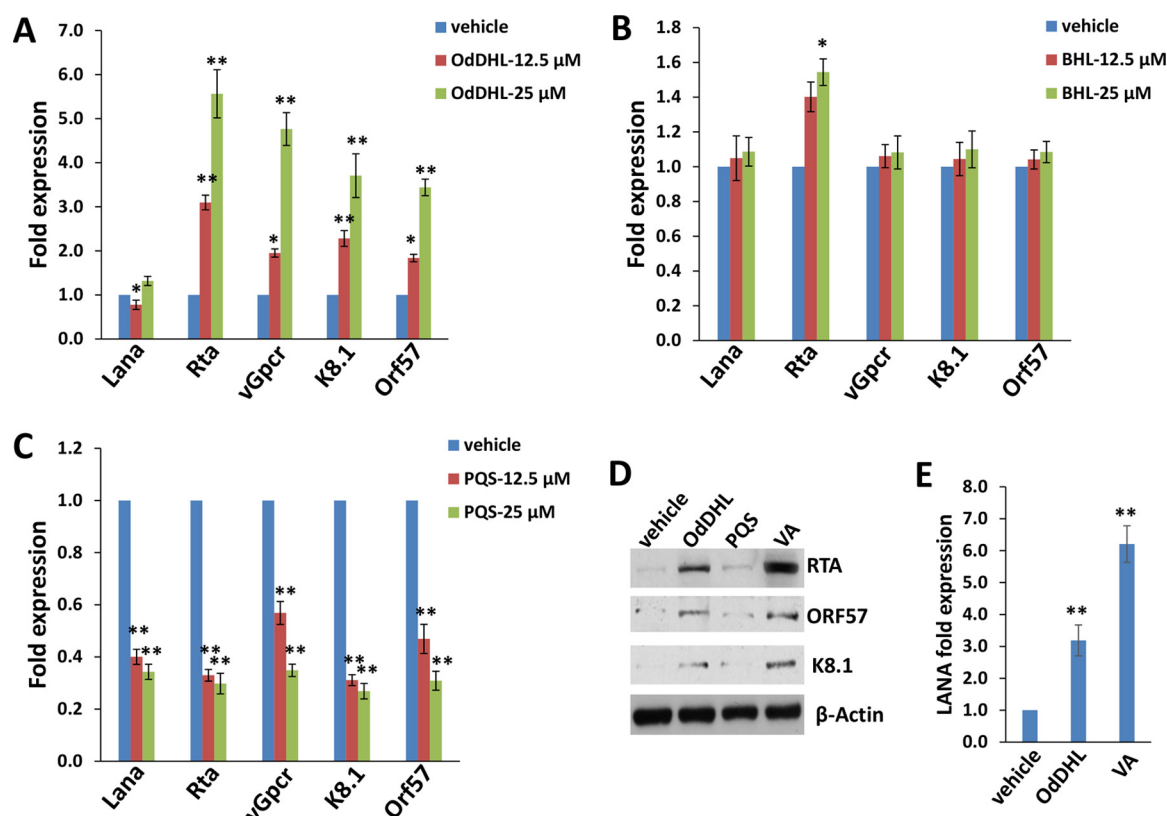 A
7.0
6.0
5.0
4.0
3.0
2.0
1.0
0.0
Fold expression
vehicle
OdDHL-12.5 μM
OdDHL-25 μM
*
**
**
*
**
**
**
*
**
Lana
Rta
vGpcr
K8.1
Orf57
B
1.8
1.6
1.4
1.2
1.0
0.8
0.6
0.4
0.2
0.0
Fold expression
vehicle
BHL-12.5 μM
BHL-25 μM
*
Lana
Rta
vGpcr
K8.1
Orf57
C
1.2
1.0
0.8
0.6
0.4
0.2
0.0
Fold expression
vehicle
PQS-12.5 μM
PQS-25 μM
**
**
**
**
**
**
**
**
**
**
Lana
Rta
vGpcr
K8.1
Orf57
D
vehicle
OdDHL
PQS
VA
RTA
ORF57
K8.1
β-Actin
E
8.0
7.0
6.0
5.0
4.0
3.0
2.0
1.0
0.0
LANA fold expression
**
**
vehicle
OdDHL
VA